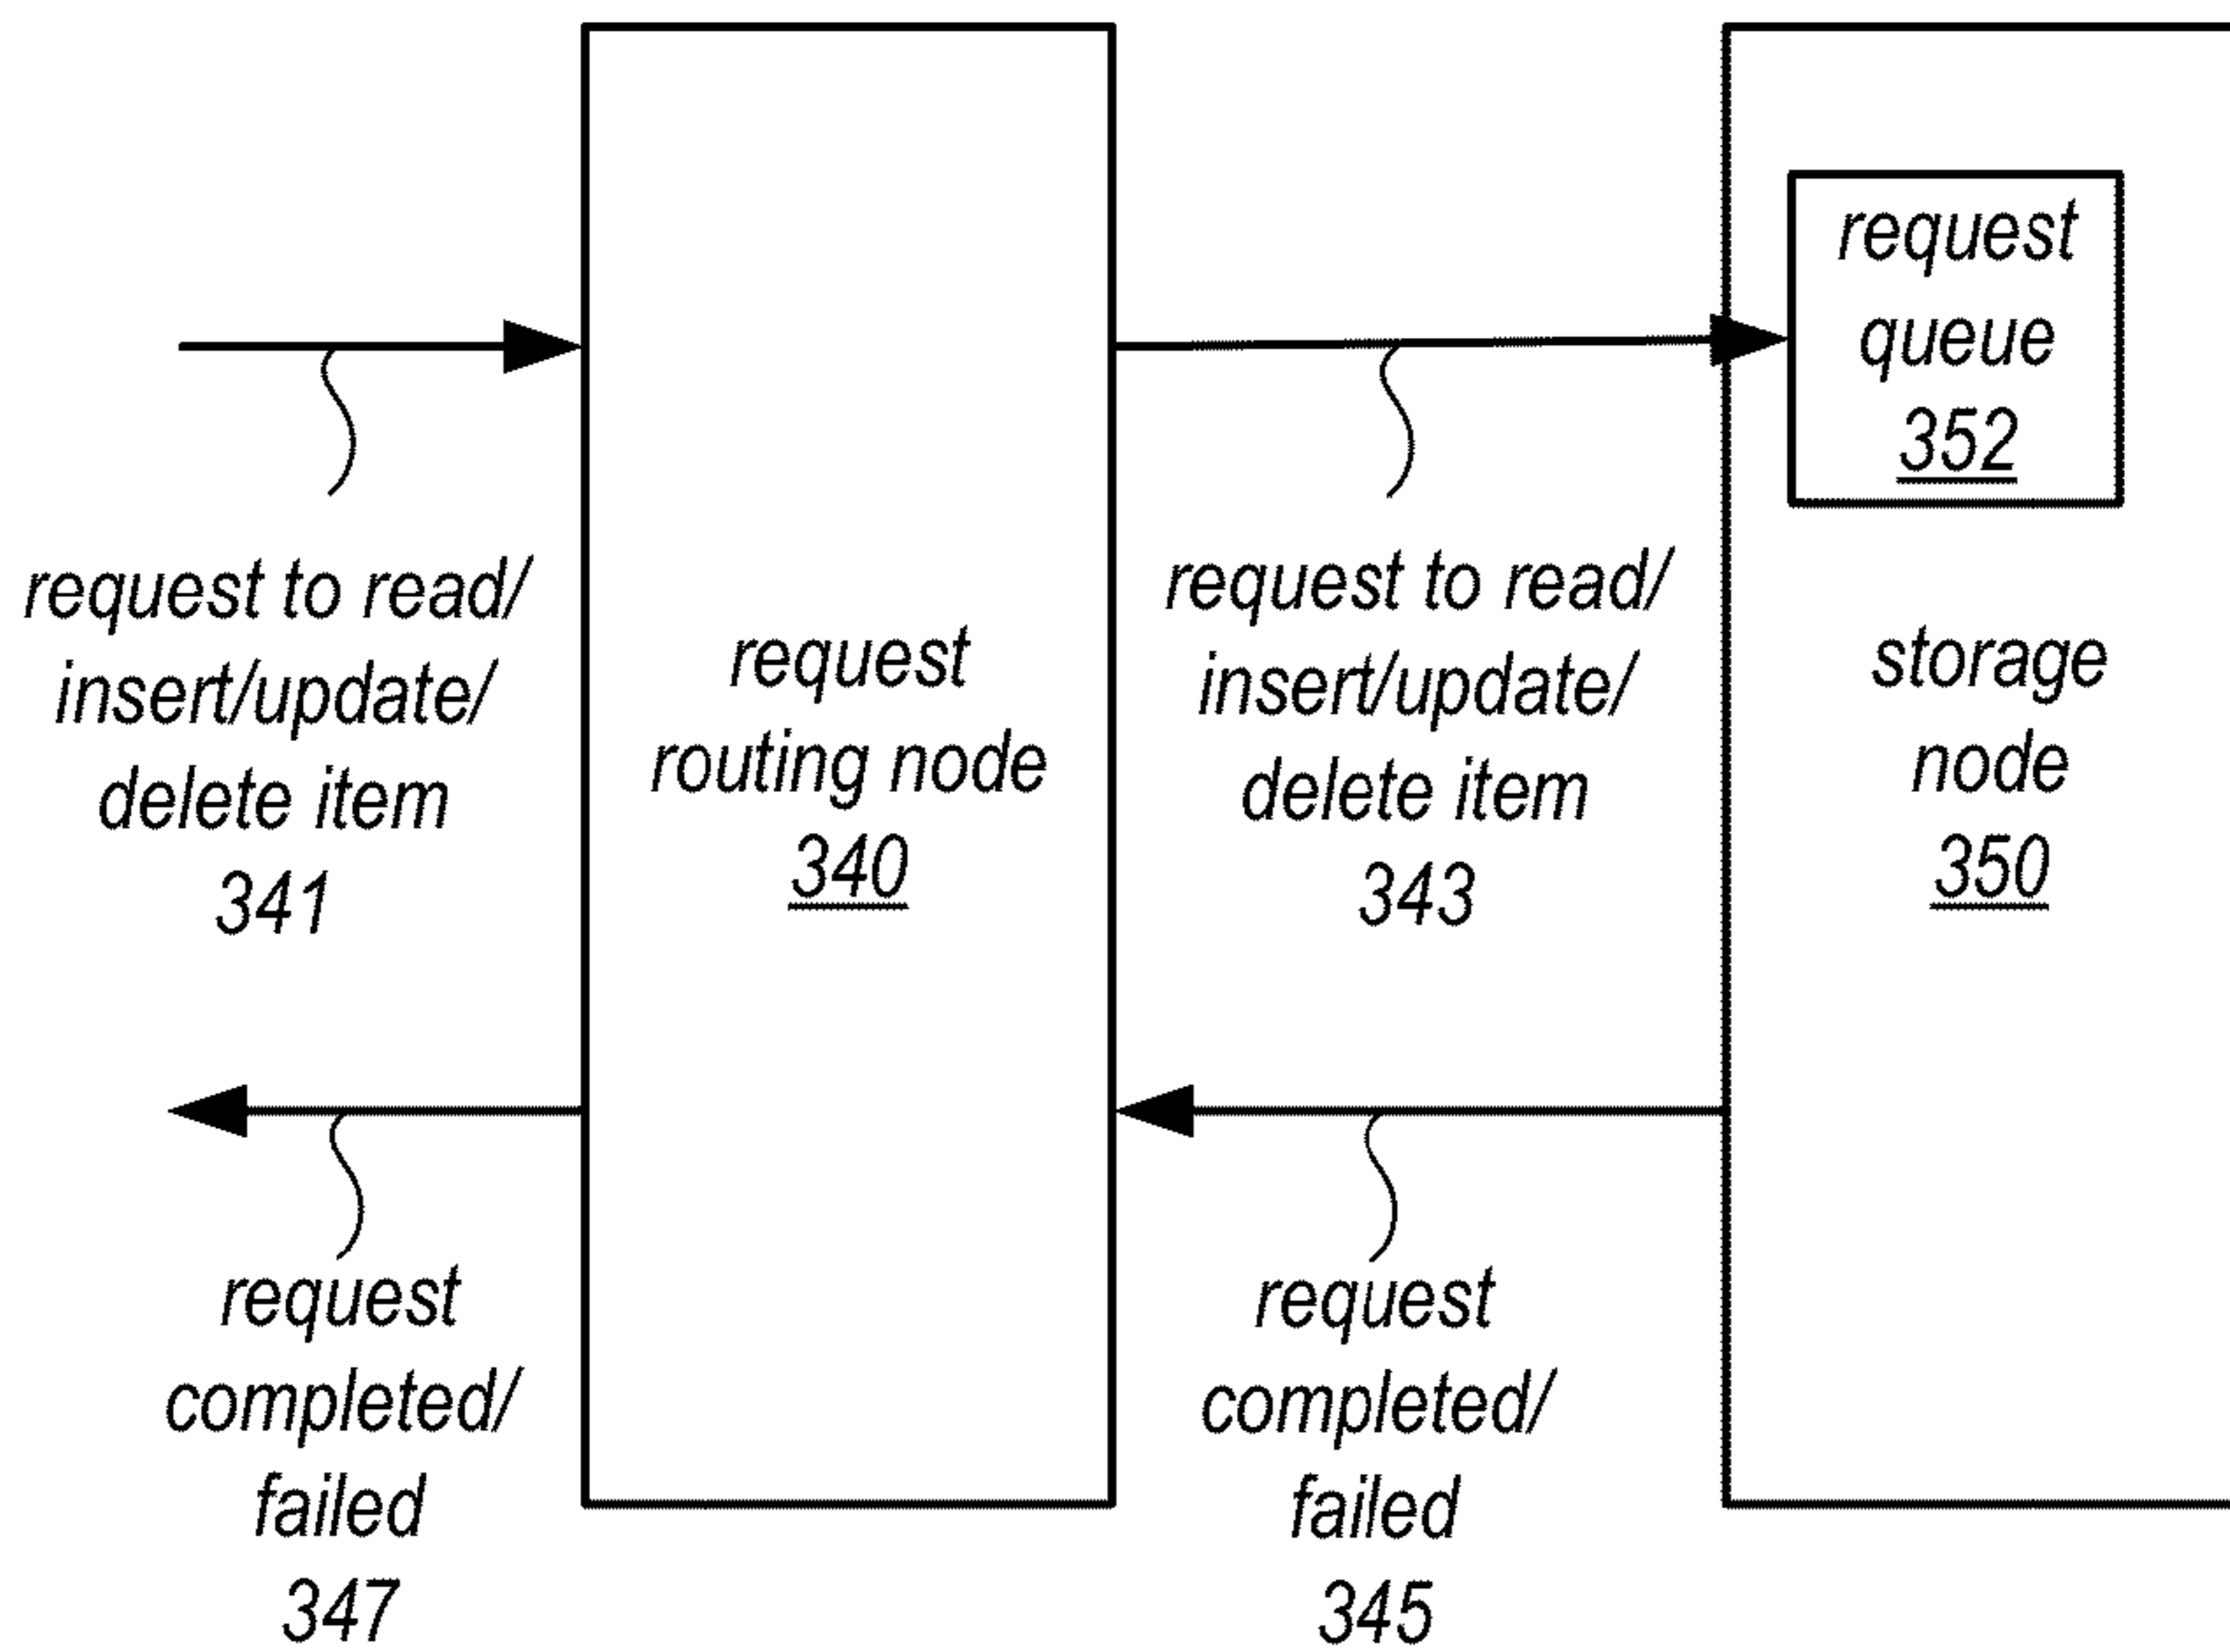 request to read/
insert/update/
delete item
341
request
completed/
failed
347
request
routing node
340
request to read/
insert/update/
delete item
343
request
completed/
failed
345
request
queue
352
storage
node
350